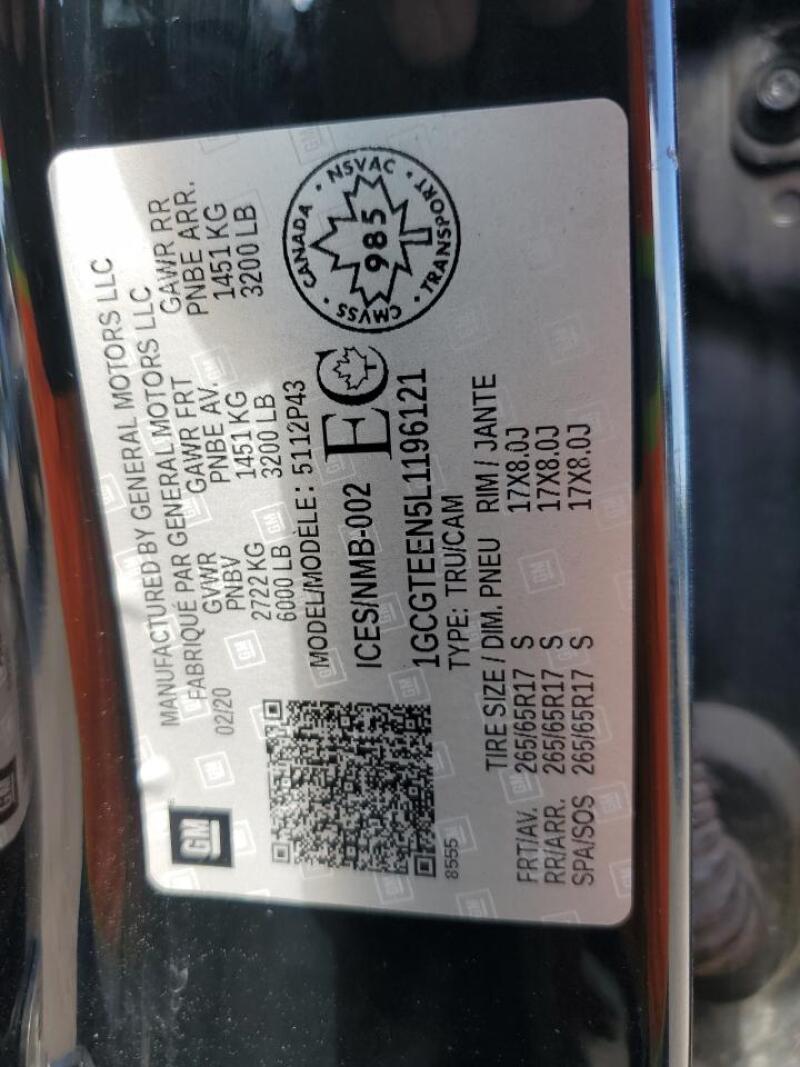 GM
MANUFACTURED BY GENERAL MOTORS LLC
FABRIQUÉ PAR GENERAL MOTORS LLC
02/20 GVWR GAWR FRT GAWR RR
PNBV PNBE AV. PNBE ARR.
2722 KG 1451 KG 1451 KG
6000 LB 3200 LB 3200 LB
MODEL/MODÈLE: 5112P43
ICES/NMB-002 EC
CANADA · NSVAC · TRANSPORT · CMVSS ·
985
1GCGTEEN5L1196121
8555 TYPE: TRU/CAM
TIRE SIZE / DIM. PNEU RIM / JANTE
FRT/AV. 265/65R17 S 17X8.0J
RR/ARR. 265/65R17 S 17X8.0J
SPA/SOS 265/65R17 S 17X8.0J